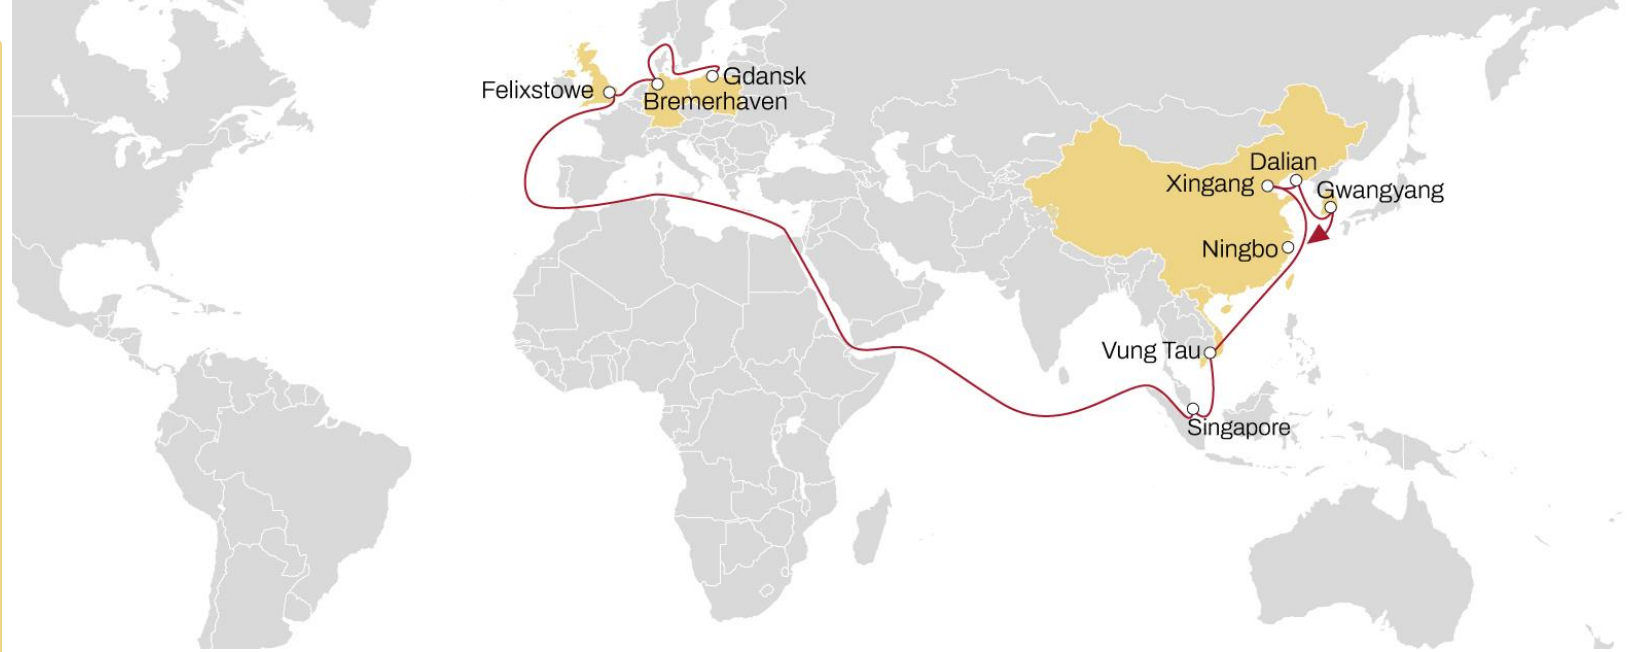 Gdansk
Felixstowe
Bremerhaven
Dalian
Xingang
Gwangyang
Ningbo
Vung Tau
Singapore